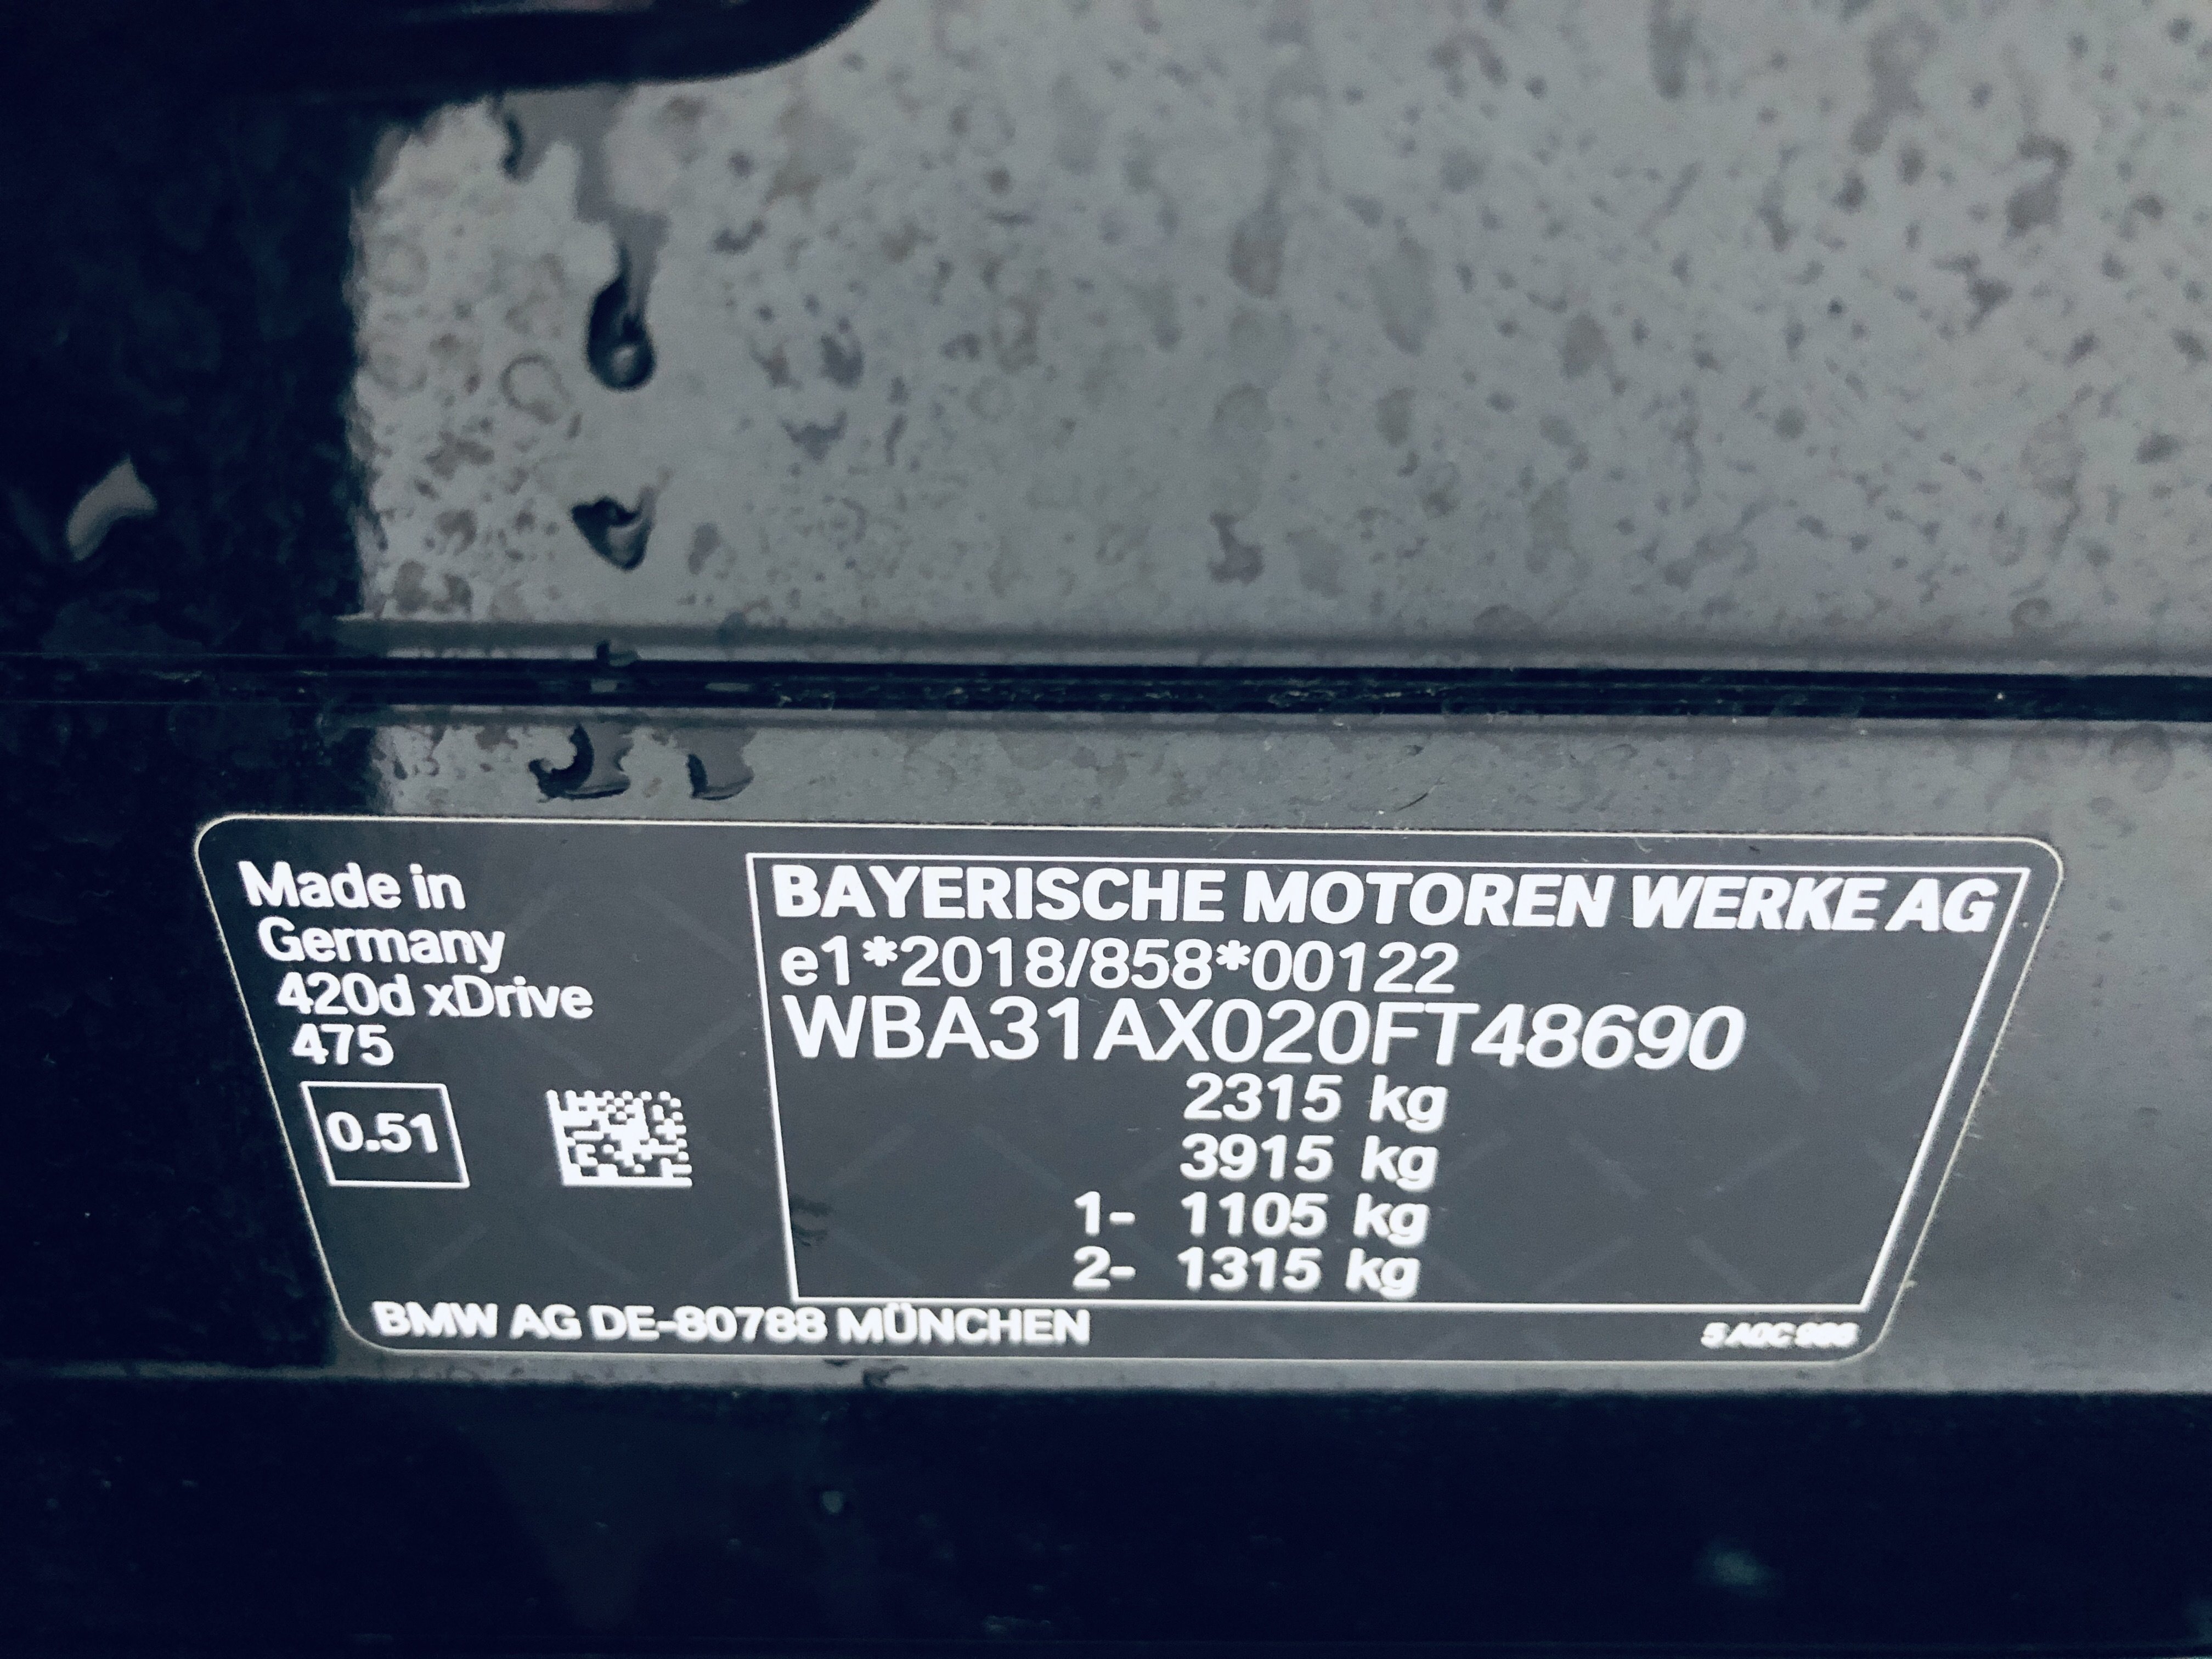 Made in
Germany
420d xDrive
475
0.51
BAYERISCHE MOTOREN WERKE AG
e1*2018/858*00122
WBA31AX020FT48690
2315 kg
3915 kg
1- 1105 kg
2- 1315 kg
BMW AG DE-80788 MÜNCHEN